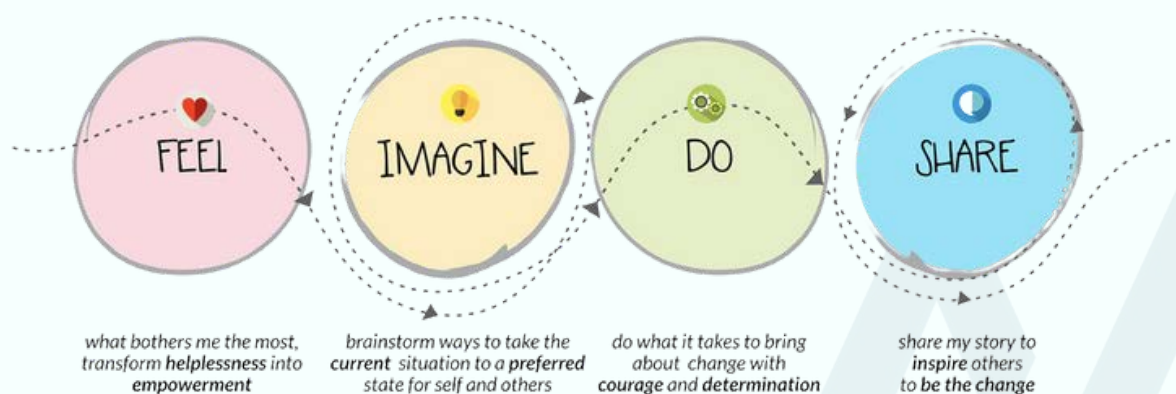 FEEL
IMAGINE
DO
SHARE
what bothers me the most,
transform helplessness into
empowerment
brainstorm ways to take the
current situation to a preferred
state for self and others
do what it takes to bring
about change with
courage and determination
share my story to
inspire others
to be the change